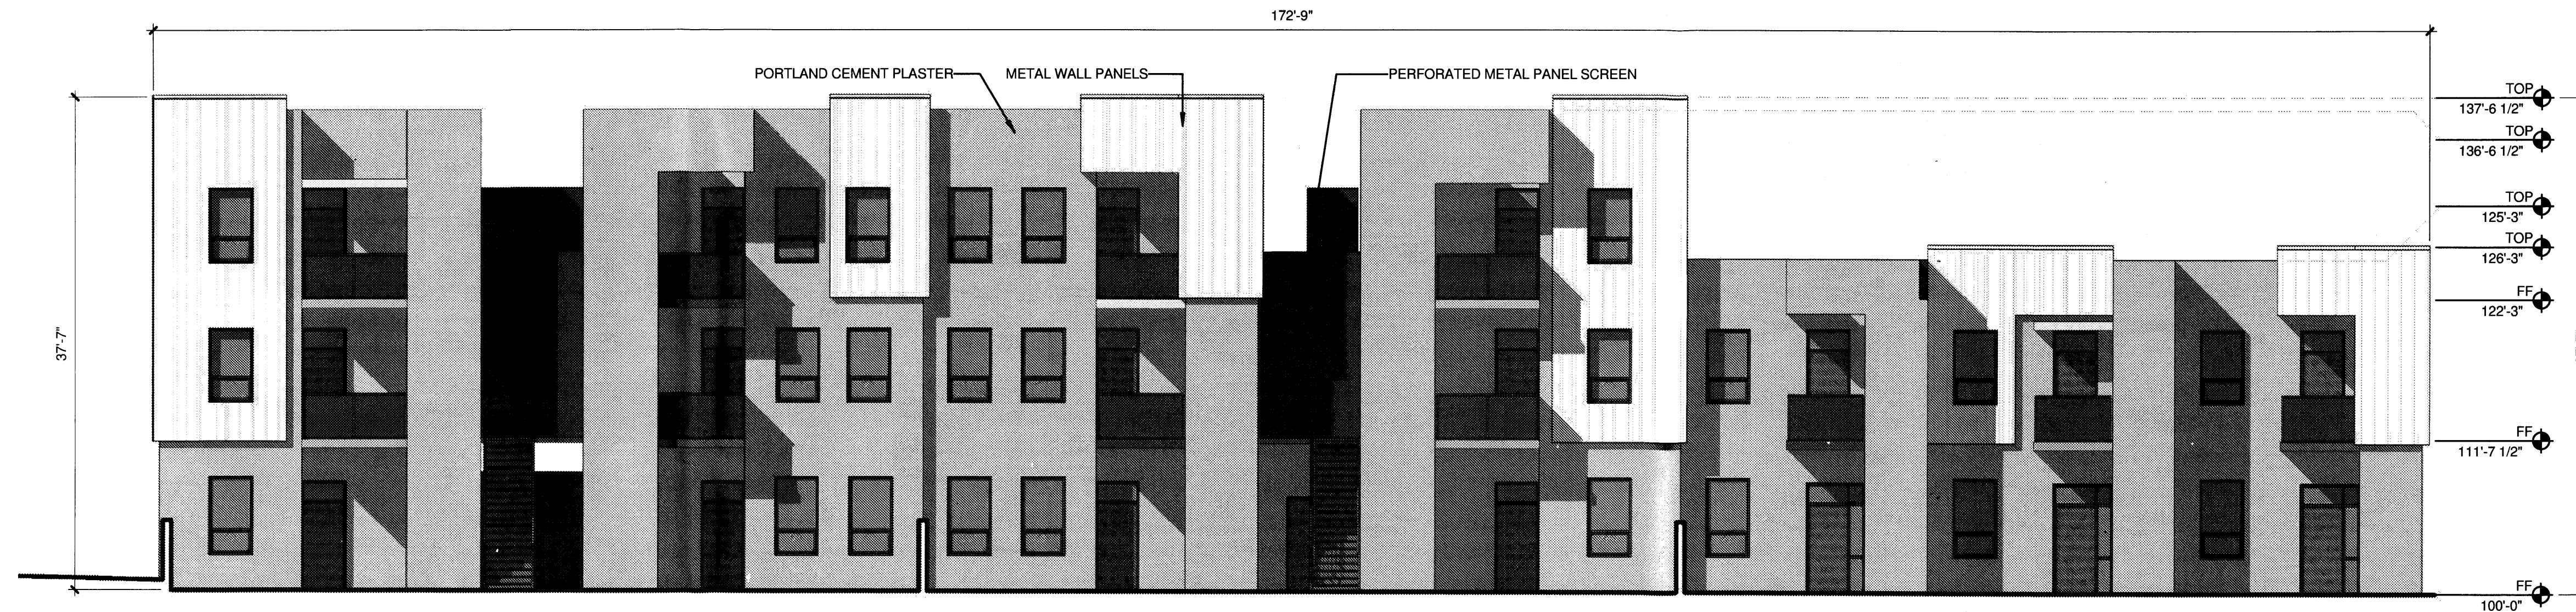 172'-9"
PORTLAND CEMENT PLASTER
METAL WALL PANELS
PERFORATED METAL PANEL SCREEN
TOP
137'-6 1/2"
TOP
136'-6 1/2"
TOP
125'-3"
TOP
126'-3"
FF
122'-3"
37'-7"
FF
111'-7 1/2"
FF
100'-0"